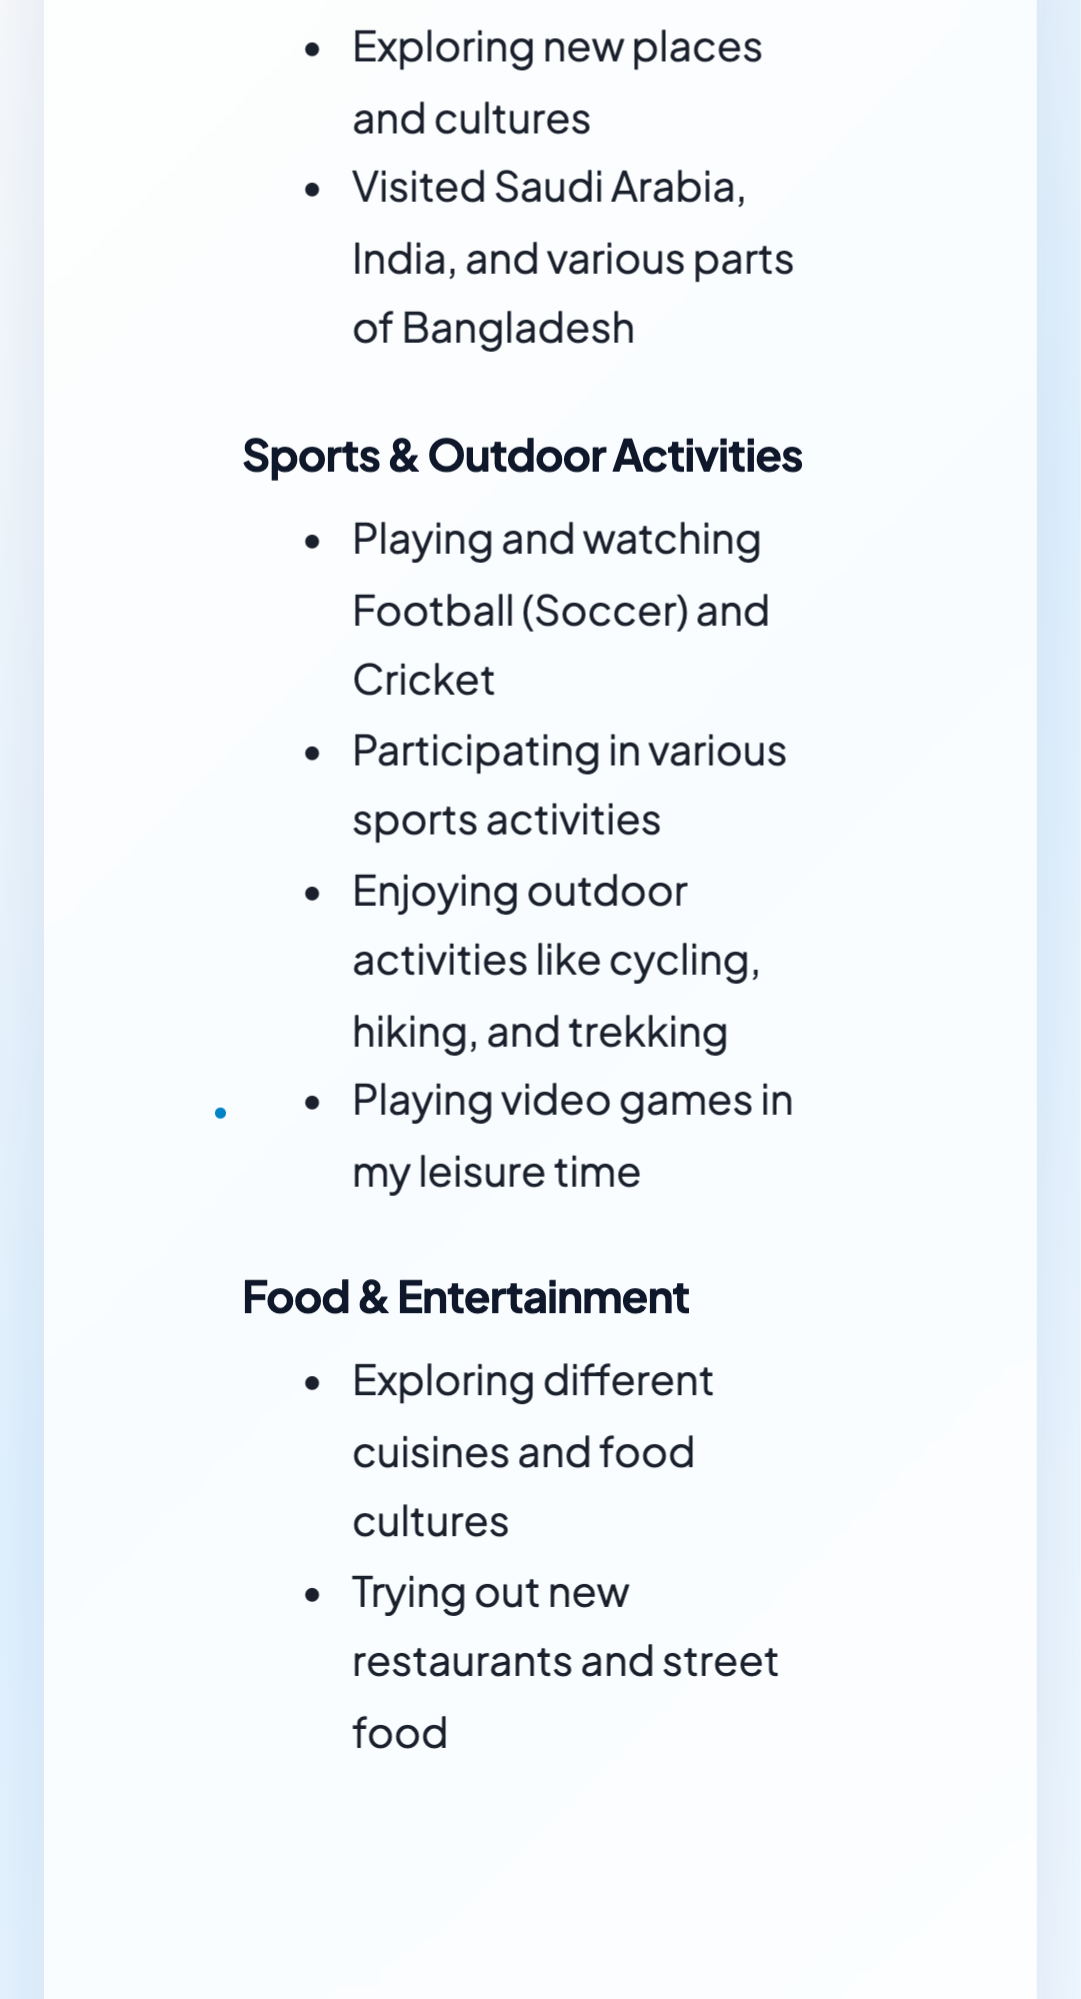 • Exploring new places
and cultures
• Visited Saudi Arabia,
India, and various parts
of Bangladesh
Sports & Outdoor Activities
• Playing and watching
Football (Soccer) and
Cricket
• Participating in various
sports activities
• Enjoying outdoor
activities like cycling,
hiking, and trekking
• Playing video games in
my leisure time
Food & Entertainment
• Exploring different
cuisines and food
cultures
• Trying out new
restaurants and street
food